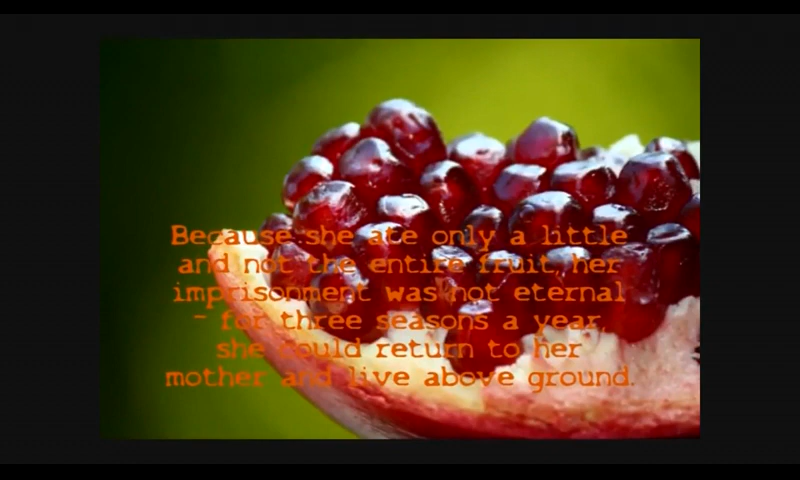 Because she ate only a little
and not the entire fruit, her
imprisonment was not eternal
- for three seasons a year,
she would return to her
mother and live above ground.